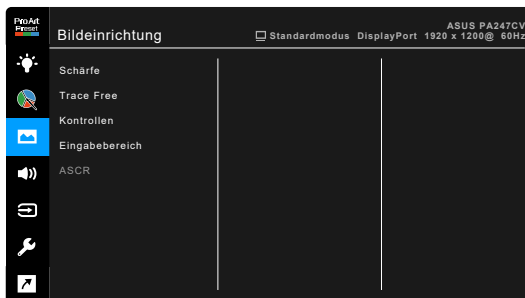 ProArt
Preset
Bildeinrichtung
ASUS PA247CV
Standardmodus DisplayPort 1920 x 1200@ 60Hz
Schärfe
Trace Free
Kontrollen
Eingabebereich
ASCR